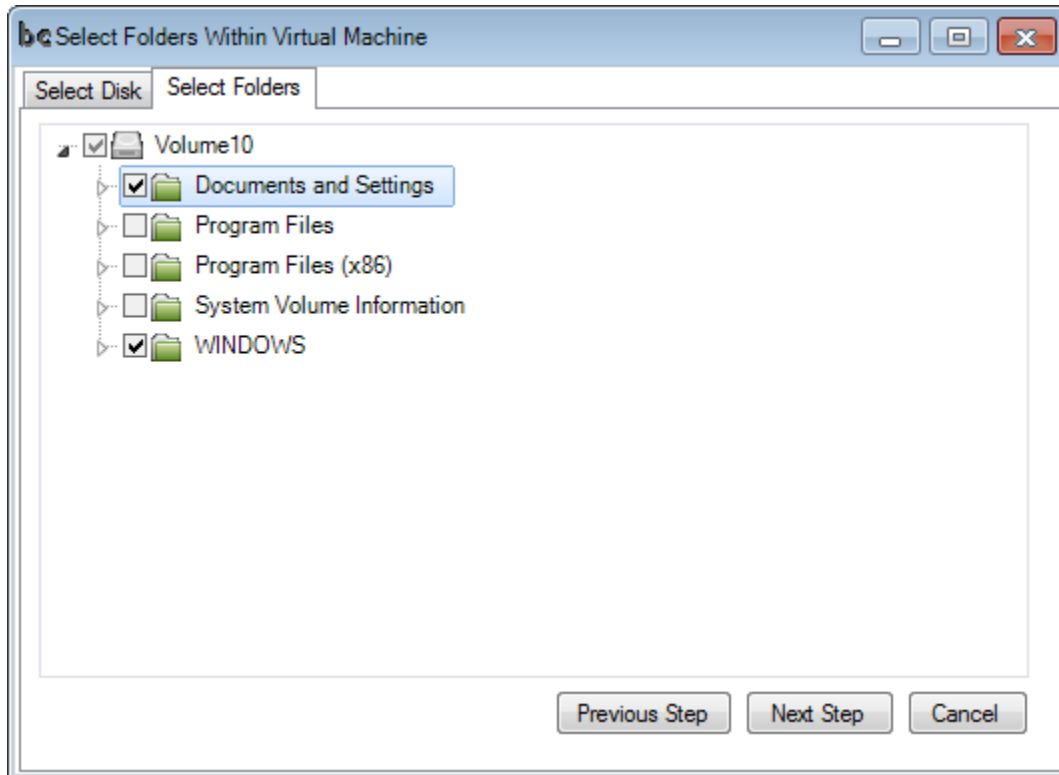 bc Select Folders Within Virtual Machine
Select Disk Select Folders
Volume10
Documents and Settings
Program Files
Program Files (x86)
System Volume Information
WINDOWS
Previous Step Next Step Cancel